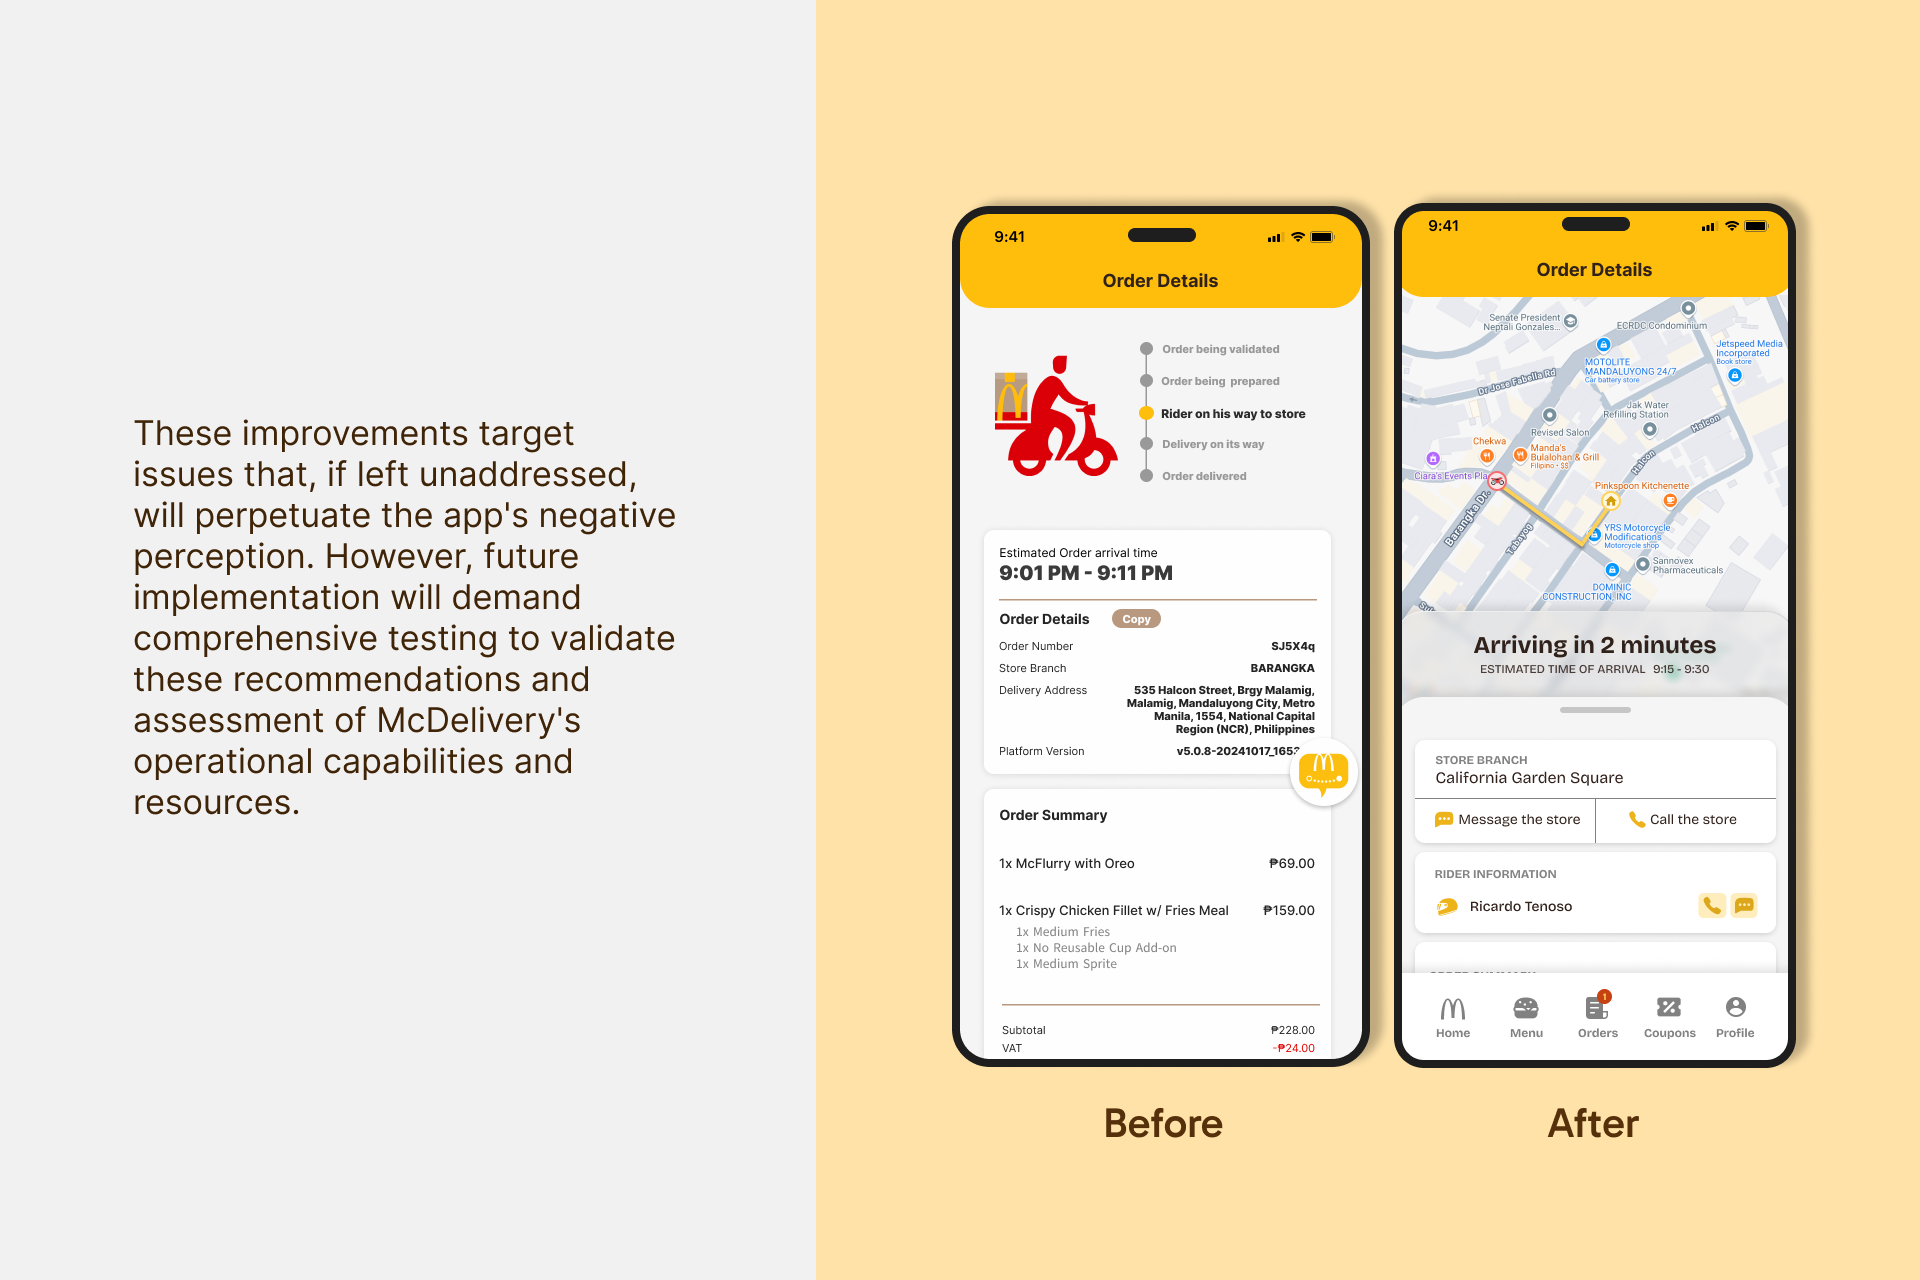 These improvements target
issues that, if left unaddressed,
will perpetuate the app's negative
perception. However, future
implementation will demand
comprehensive testing to validate
these recommendations and
assessment of McDelivery's
operational capabilities and
resources.
9:41
Order Details
Order being validated
Order being prepared
Rider on his way to store
Delivery on its way
Order delivered
Estimated Order arrival time
9:01 PM - 9:11 PM
Order Details Copy
Order Number SJ5X4q
Store Branch BARANGKA
Delivery Address 535 Halcon Street, Brgy Malamig,
Malamig, Mandaluyong City, Metro
Manila, 1554, National Capital
Region (NCR), Philippines
Platform Version v5.0.8-20241017_1653
Order Summary
1x McFlurry with Oreo ₱69.00
1x Crispy Chicken Fillet w/ Fries Meal ₱159.00
1x Medium Fries
1x No Reusable Cup Add-on
1x Medium Sprite
Subtotal ₱228.00
VAT -₱24.00
Before
9:41
Order Details
Senate President
Neptali Gonzales...
ECRDC Condominium
MOTOLITE
MANDALUYONG 24/7
Car battery store
Jetspeed Media
Incorporated
Book store
Dr Jose Fabella Rd
Jak Water
Refilling Station
Halcon
Revised Salon
Chekwa
Manda's
Bulalohan & Grill
Filipino • $$
Halcon
Ciara's Events Pla
Pinkspoon Kitchenette
Barangka Dr.
Tabayog
YRS Motorcycle
Modifications
Motorcycle shop
Sannovex
Pharmaceuticals
DOMINIC
CONSTRUCTION, INC
Arriving in 2 minutes
ESTIMATED TIME OF ARRIVAL 9:15 - 9:30
STORE BRANCH
California Garden Square
Message the store
Call the store
RIDER INFORMATION
Ricardo Tenoso
1
Home
Menu
Orders
Coupons
Profile
After